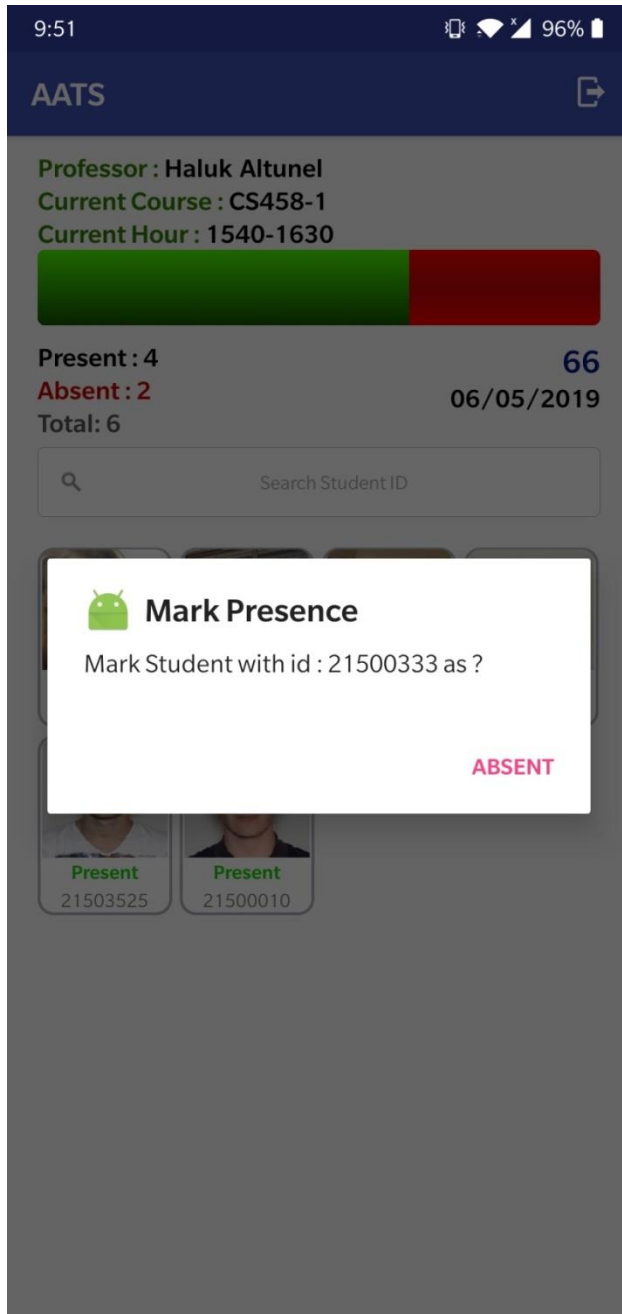 9:51 96%
AATS
Professor : Haluk Altunel
Current Course : CS458-1
Current Hour : 1540-1630
Present : 4 66
Absent : 2 06/05/2019
Total: 6
Search Student ID
Mark Presence
Mark Student with id : 21500333 as ?
ABSENT
Present Present
21503525 21500010